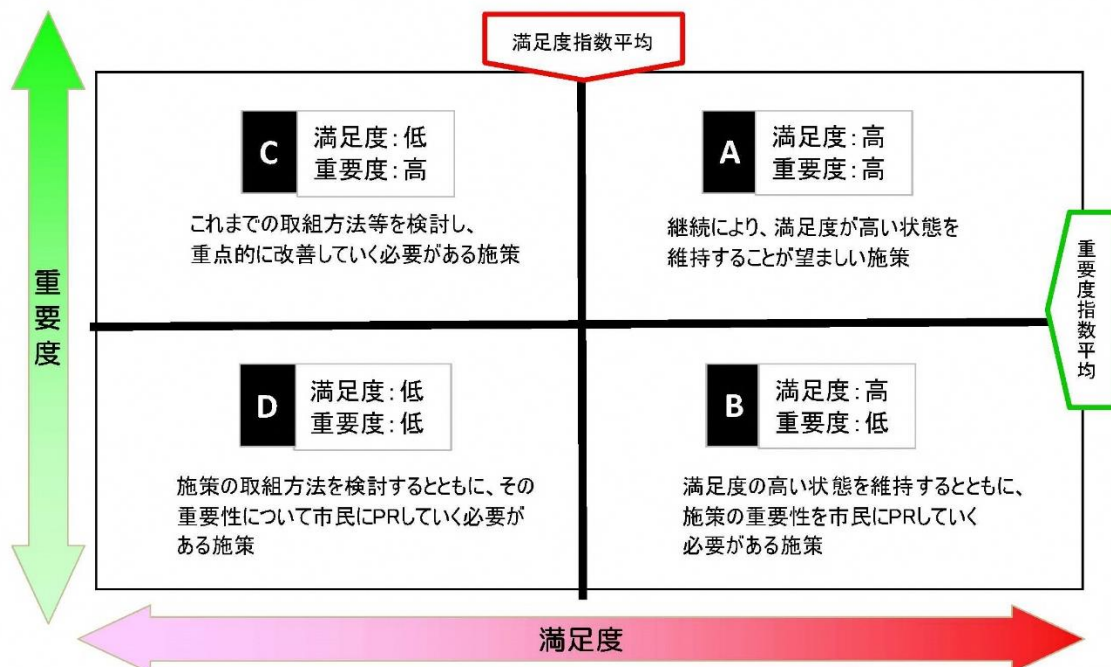 満足度指数平均
C
満足度：低
重要度：高
これまでの取組方法等を検討し、
重点的に改善していく必要がある施策
A
満足度：高
重要度：高
継続により、満足度が高い状態を
維持することが望ましい施策
重要度
重要度指数平均
D
満足度：低
重要度：低
施策の取組方法を検討するとともに、その
重要性について市民にPRしていく必要が
ある施策
B
満足度：高
重要度：低
満足度の高い状態を維持するとともに、
施策の重要性を市民にPRしていく
必要がある施策
満足度